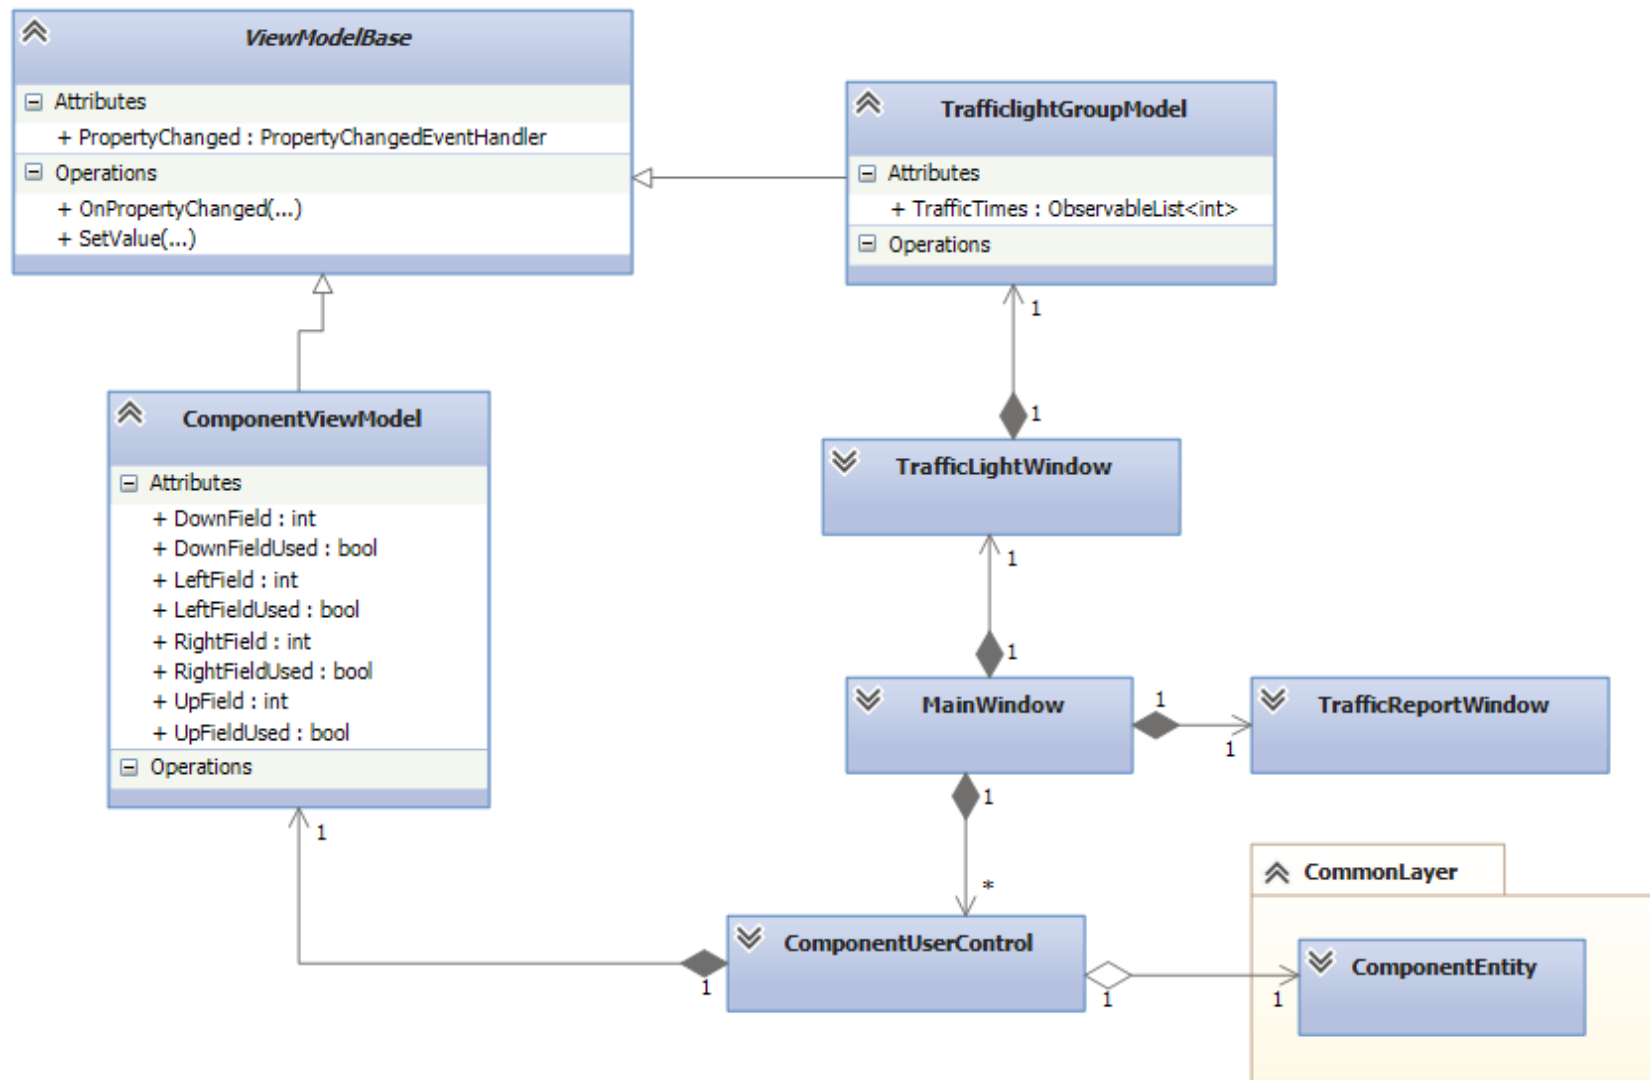 ViewModelBase
Attributes
+ PropertyChanged : PropertyChangedEventHandler
Operations
+ OnPropertyChanged(...)
+ SetValue(...)
TrafficlightGroupModel
Attributes
+ TrafficTimes : ObservableList<int>
Operations
1
1
ComponentViewModel
Attributes
+ DownField : int
+ DownFieldUsed : bool
+ LeftField : int
+ LeftFieldUsed : bool
+ RightField : int
+ RightFieldUsed : bool
+ UpField : int
+ UpFieldUsed : bool
Operations
1
TrafficLightWindow
1
1
MainWindow
1
1
TrafficReportWindow
1
*
CommonLayer
ComponentUserControl
1
1
1
ComponentEntity